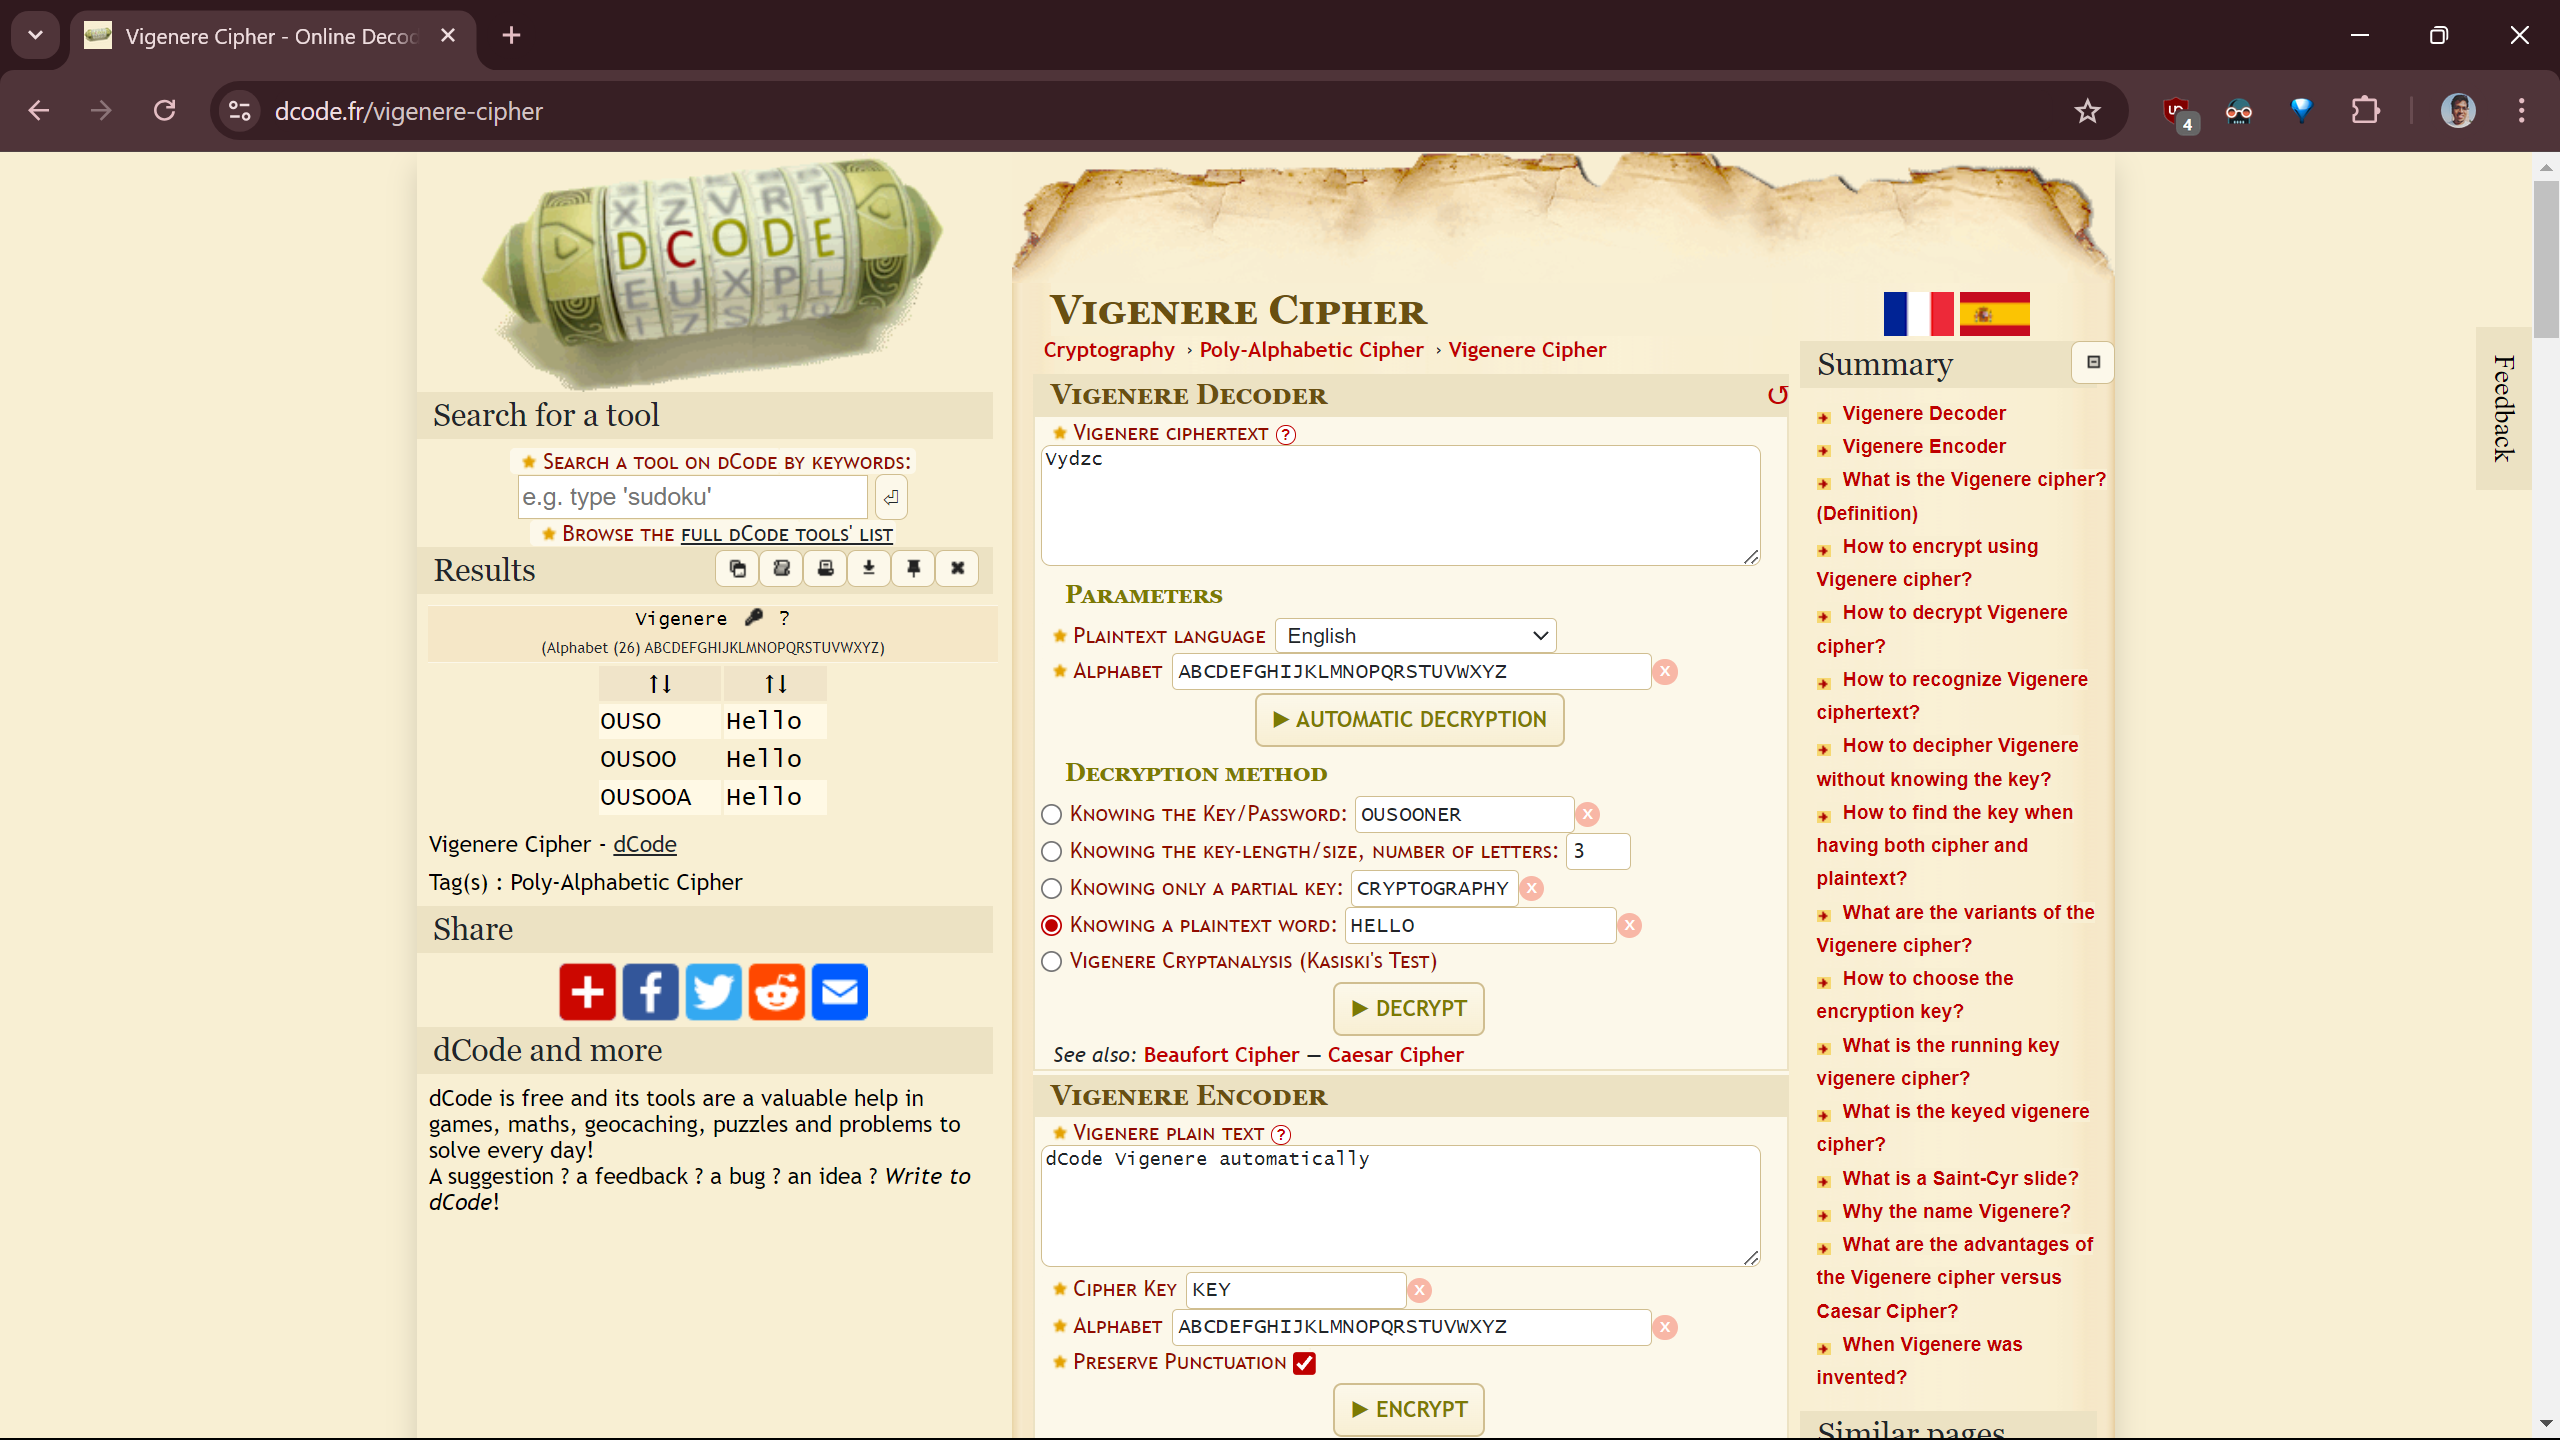 Vigenere Cipher - Online Decod
dcode.fr/vigenere-cipher
4
X Z V R T
D C O D E
E U X P L
Search for a tool
Search a tool on dCode by keywords:
e.g. type 'sudoku'
Browse the full dCode tools' list
Results
Vigenere ?
(Alphabet (26) ABCDEFGHIJKLMNOPQRSTUVWXYZ)
↑↓ ↑↓
OUSO Hello
OUSOO Hello
OUSOOA Hello
Vigenere Cipher - dCode
Tag(s) : Poly-Alphabetic Cipher
Share
dCode and more
dCode is free and its tools are a valuable help in
games, maths, geocaching, puzzles and problems to
solve every day!
A suggestion ? a feedback ? a bug ? an idea ? Write to
dCode!
Vigenere Cipher
Cryptography › Poly-Alphabetic Cipher › Vigenere Cipher
Vigenere Decoder
Vigenere ciphertext ?
Vydzc
Parameters
Plaintext language English
Alphabet ABCDEFGHIJKLMNOPQRSTUVWXYZ X
▶ AUTOMATIC DECRYPTION
Decryption method
Knowing the Key/Password: OUSOONER X
Knowing the key-length/size, number of letters: 3
Knowing only a partial key: CRYPTOGRAPHY X
Knowing a plaintext word: HELLO X
Vigenere Cryptanalysis (Kasiski's Test)
▶ DECRYPT
See also: Beaufort Cipher — Caesar Cipher
Vigenere Encoder
Vigenere plain text ?
dCode Vigenere automatically
Cipher Key KEY X
Alphabet ABCDEFGHIJKLMNOPQRSTUVWXYZ X
Preserve Punctuation
▶ ENCRYPT
Summary
Vigenere Decoder
Vigenere Encoder
What is the Vigenere cipher?
(Definition)
How to encrypt using
Vigenere cipher?
How to decrypt Vigenere
cipher?
How to recognize Vigenere
ciphertext?
How to decipher Vigenere
without knowing the key?
How to find the key when
having both cipher and
plaintext?
What are the variants of the
Vigenere cipher?
How to choose the
encryption key?
What is the running key
vigenere cipher?
What is the keyed vigenere
cipher?
What is a Saint-Cyr slide?
Why the name Vigenere?
What are the advantages of
the Vigenere cipher versus
Caesar Cipher?
When Vigenere was
invented?
Similar pages
Feedback